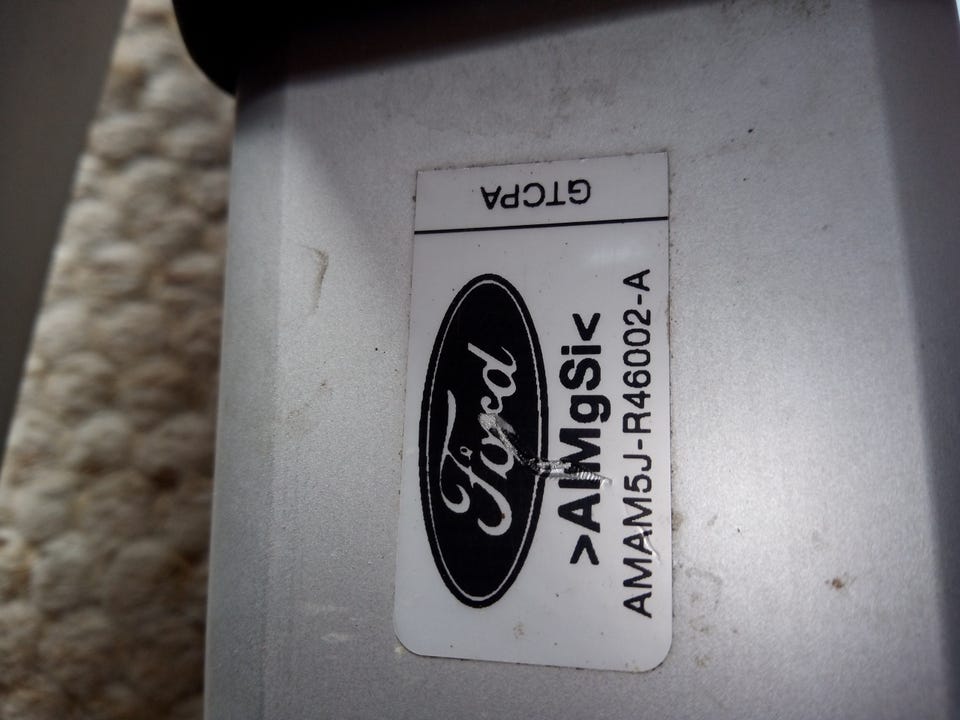 GTCPA
Ford
>AlMgSi<
AMAM5J-R46002-A